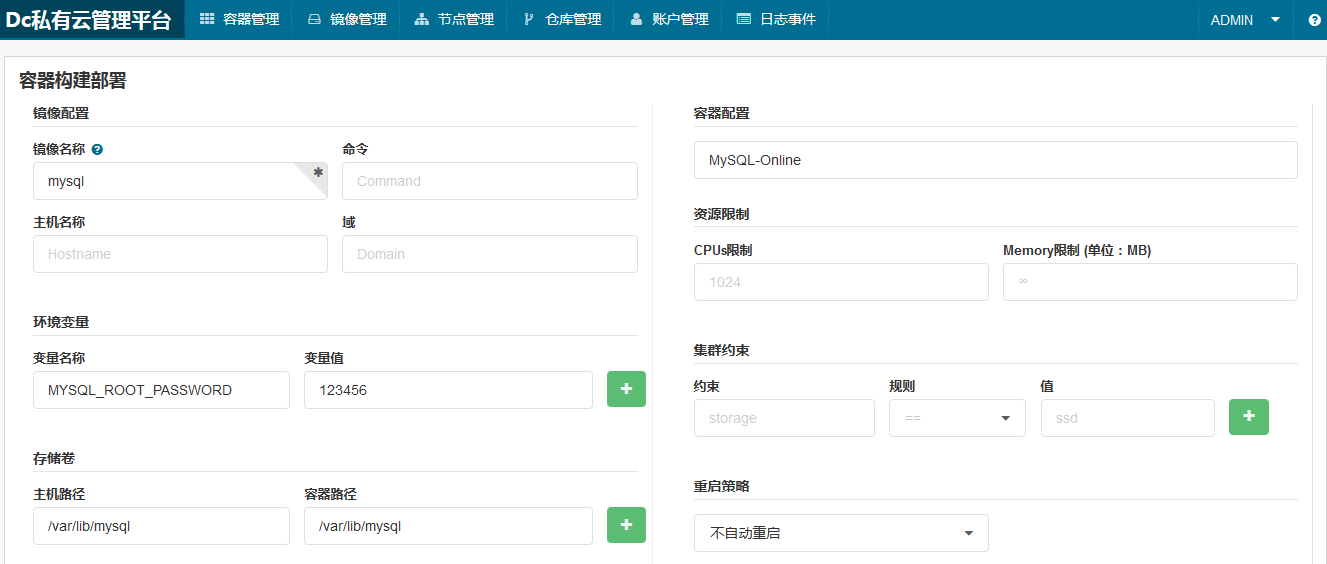 Dc私有云管理平台 容器管理 镜像管理 节点管理 仓库管理 账户管理 日志事件 ADMIN
容器构建部署
镜像配置
镜像名称 命令
mysql Command
主机名称 域
Hostname Domain
环境变量
变量名称 变量值
MYSQL_ROOT_PASSWORD 123456
存储卷
主机路径 容器路径
/var/lib/mysql /var/lib/mysql
容器配置
MySQL-Online
资源限制
CPUs限制 Memory限制 (单位：MB)
1024 ∞
集群约束
约束 规则 值
storage == ssd
重启策略
不自动重启